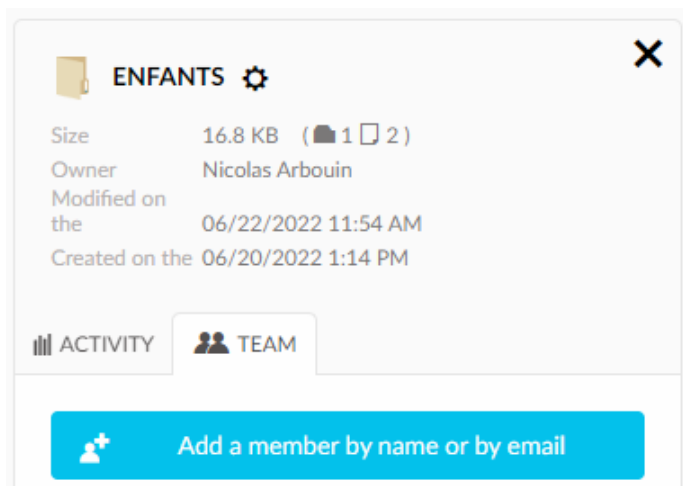 ENFANTS
Size 16.8 KB ( 1 2 )
Owner Nicolas Arbouin
Modified on
the 06/22/2022 11:54 AM
Created on the 06/20/2022 1:14 PM
ACTIVITY TEAM
Add a member by name or by email